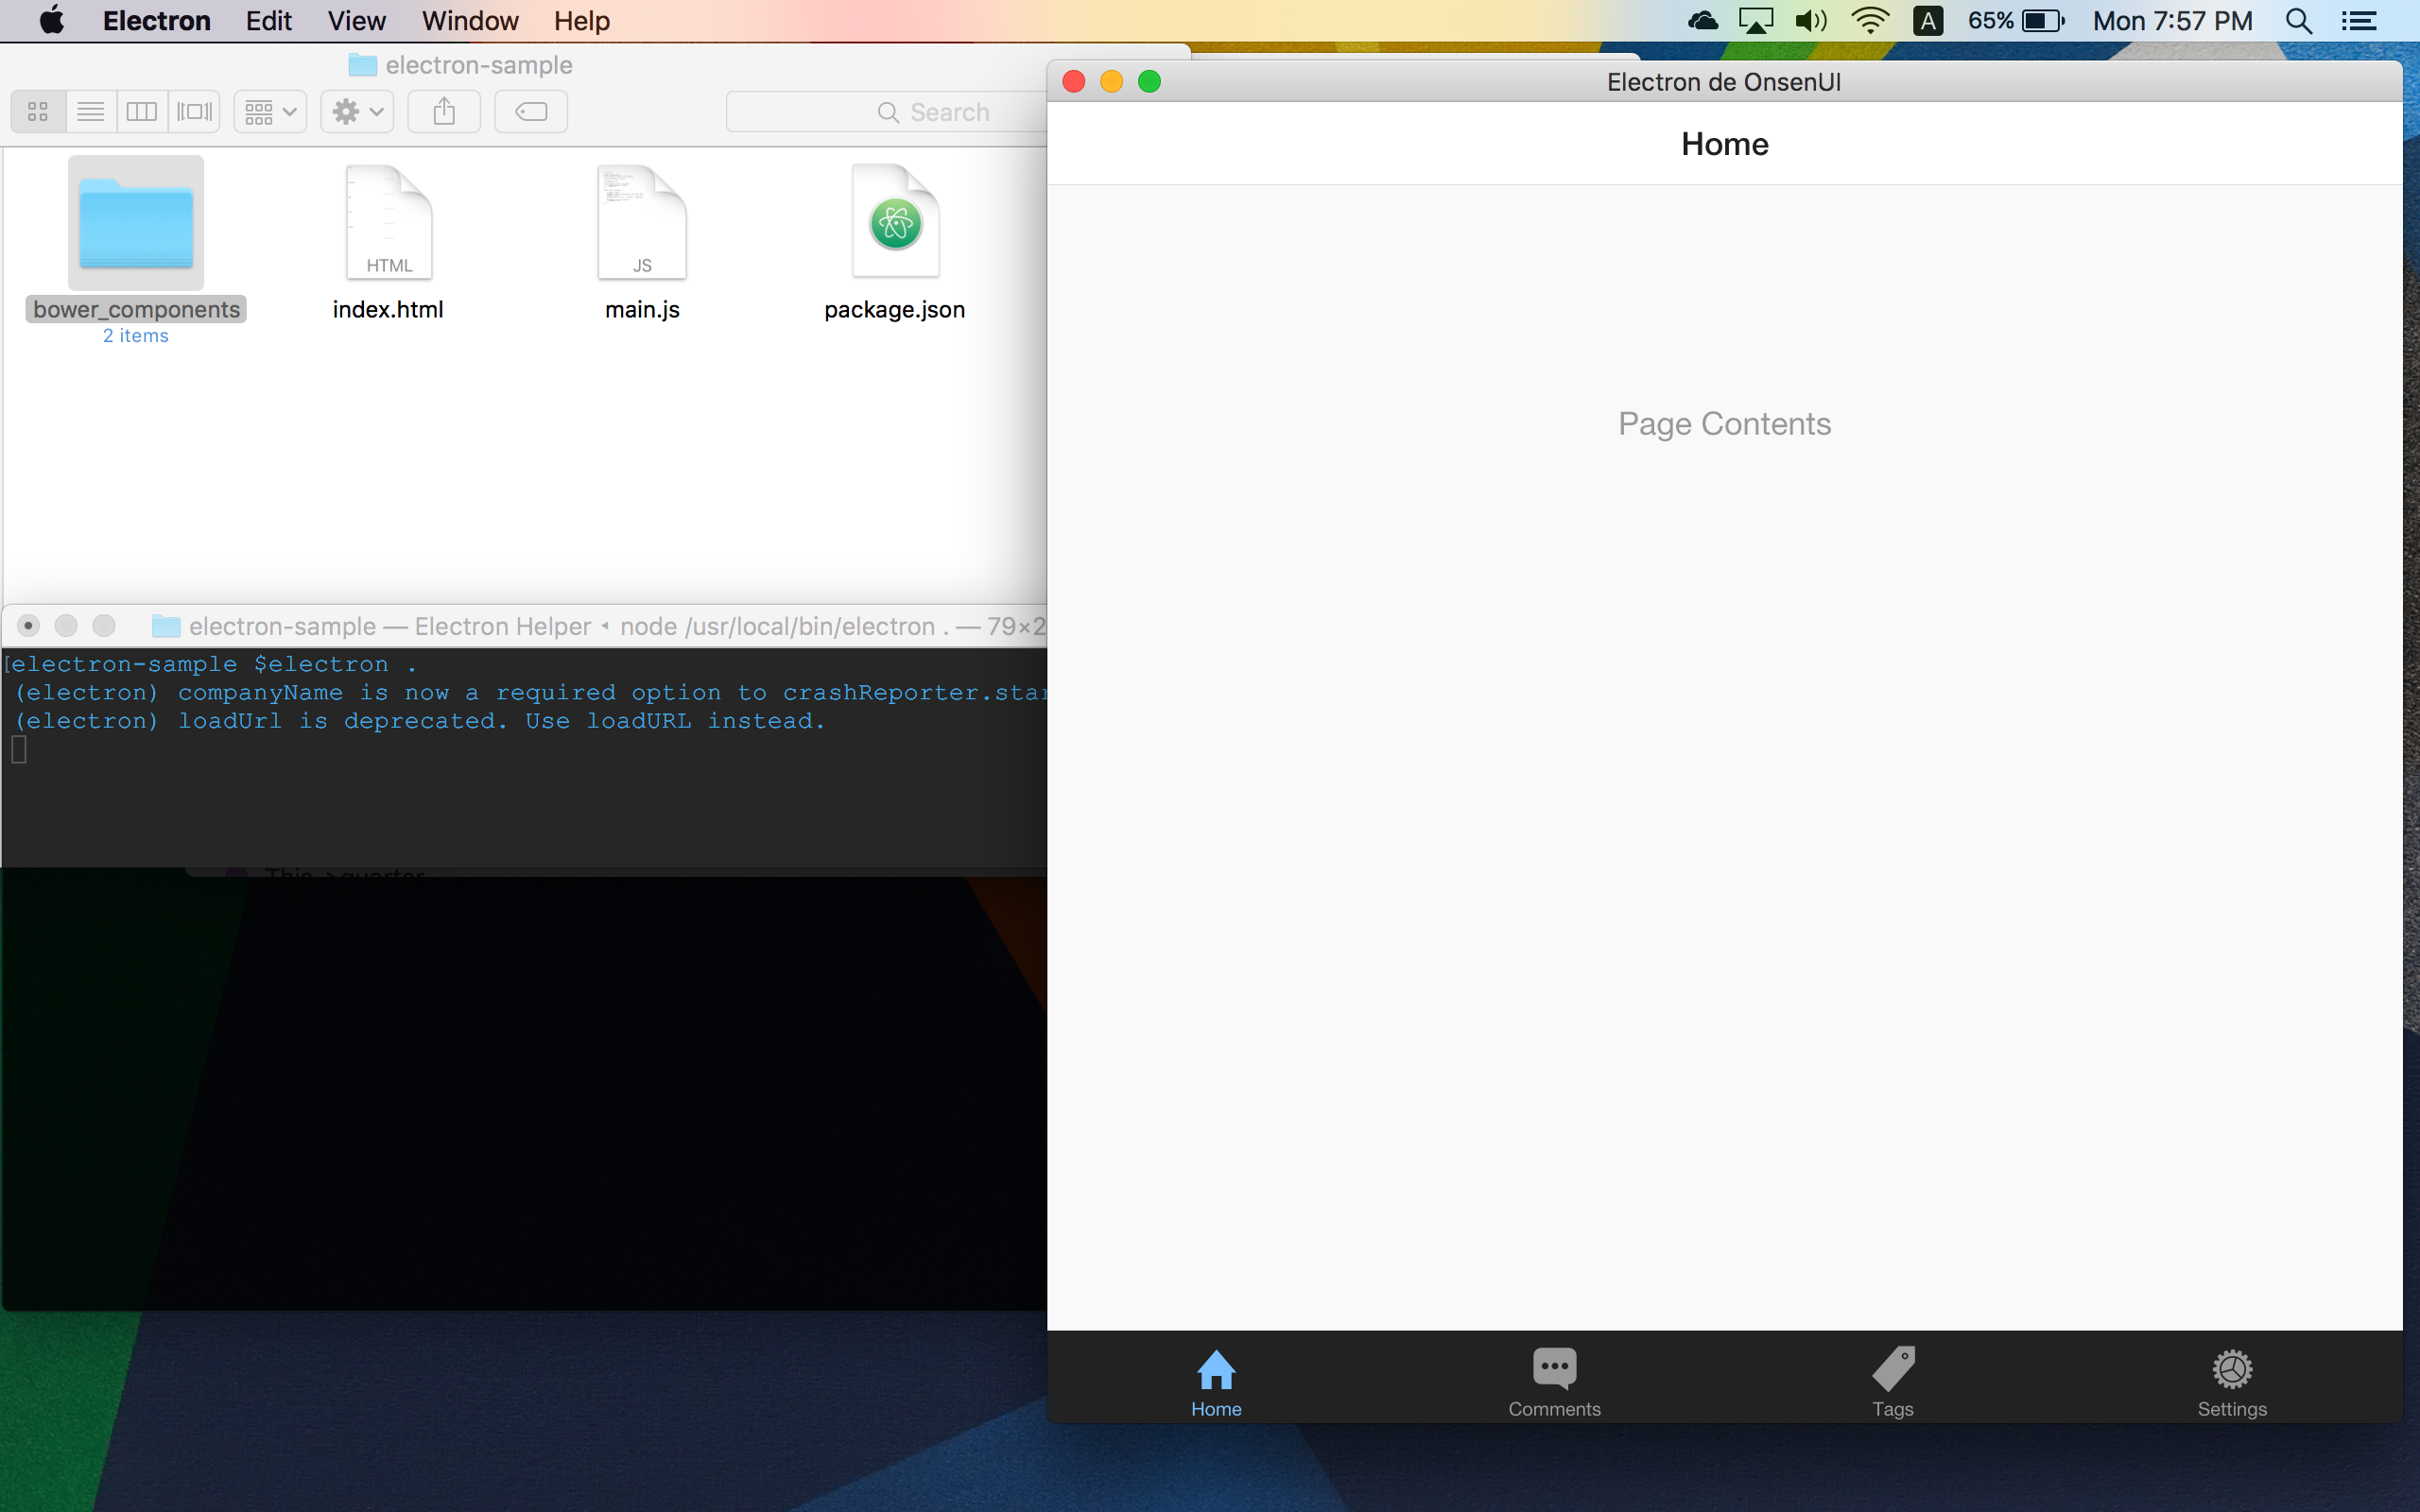 Electron Edit View Window Help
A 65% Mon 7:57 PM
electron-sample
Search
HTML
JS
bower_components
2 items
index.html
main.js
package.json
electron-sample — Electron Helper ◂ node /usr/local/bin/electron . — 79×2
[electron-sample $electron .
(electron) companyName is now a required option to crashReporter.star
(electron) loadUrl is deprecated. Use loadURL instead.
Electron de OnsenUI
Home
Page Contents
Home
Comments
Tags
Settings